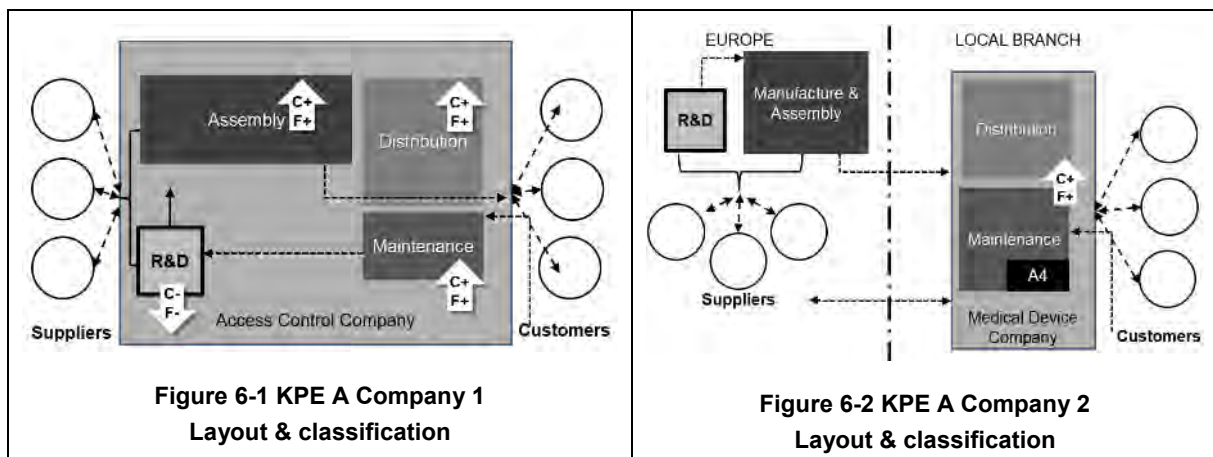 Assembly
C+
F+
C+
F+
Distribution
R&D
C-
F-
Maintenance
C+
F+
Suppliers
Access Control Company
Customers
Figure 6-1 KPE A Company 1
Layout & classification
EUROPE
LOCAL BRANCH
R&D
Manufacture &
Assembly
Distribution
C+
F+
Maintenance
A4
Suppliers
Medical Device
Company
Customers
Figure 6-2 KPE A Company 2
Layout & classification